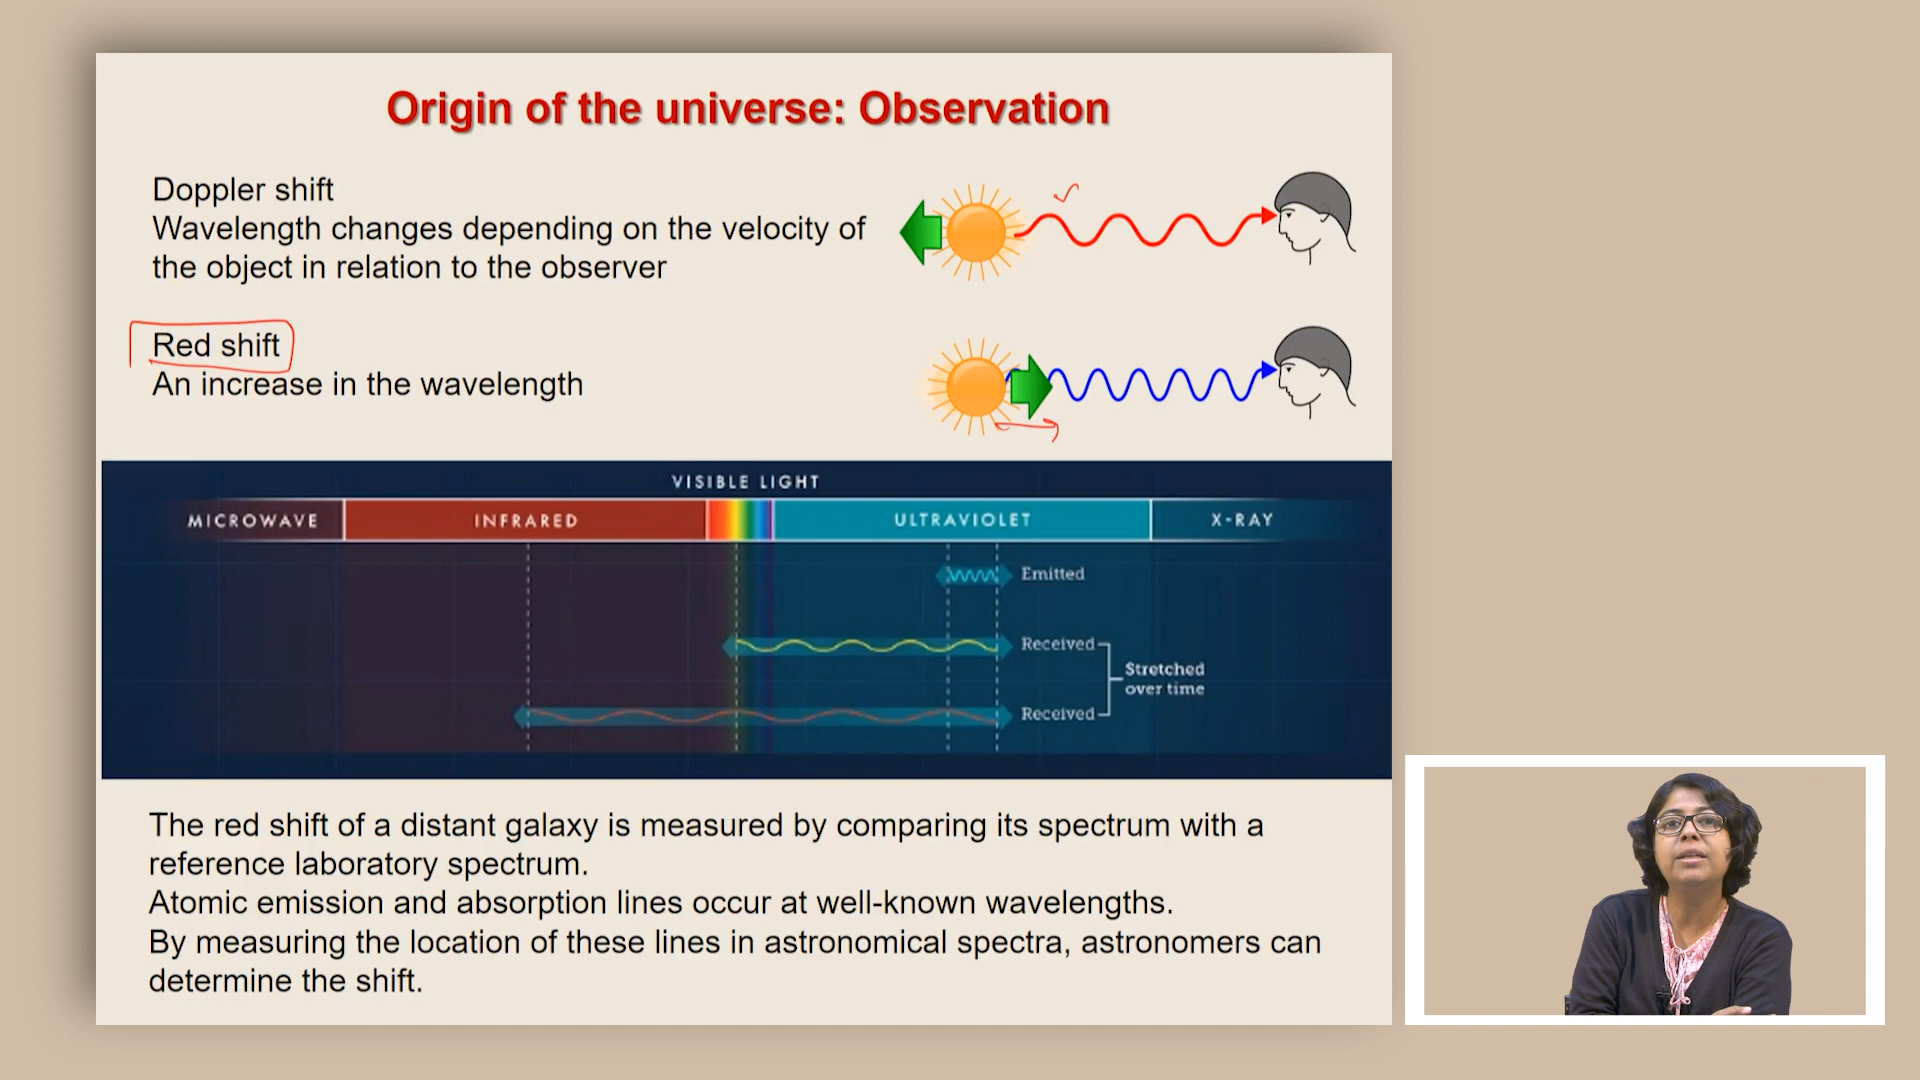 Origin of the universe: Observation
Doppler shift
Wavelength changes depending on the velocity of
the object in relation to the observer
Red shift
An increase in the wavelength
VISIBLE LIGHT
MICROWAVE
INFRARED
ULTRAVIOLET
X-RAY
Emitted
Received
Stretched
over time
Received
The red shift of a distant galaxy is measured by comparing its spectrum with a
reference laboratory spectrum.
Atomic emission and absorption lines occur at well-known wavelengths.
By measuring the location of these lines in astronomical spectra, astronomers can
determine the shift.